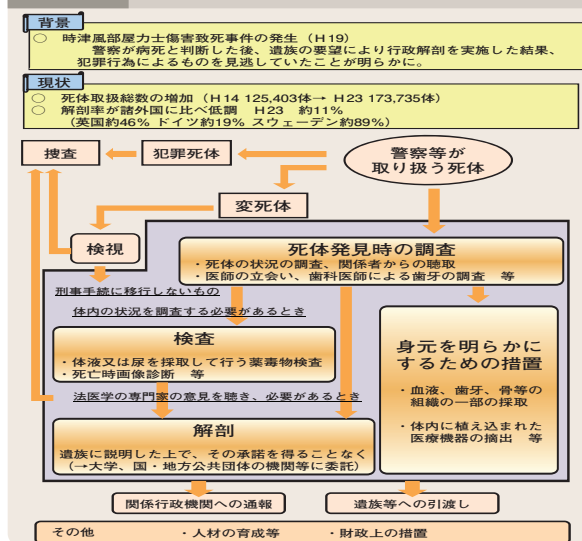 背景
○ 時津風部屋力士傷害致死事件の発生（H19）
警察が病死と判断した後、遺族の要望により行政解剖を実施した結果、
犯罪行為によるものを見逃していたことが明らかに。
現状
○ 死体取扱総数の増加（H14 125,403体→ H23 173,735体）
○ 解剖率が諸外国に比べ低調 H23 約11%
（英国約46% ドイツ約19% スウェーデン約89%）
捜査
犯罪死体
警察等が
取り扱う死体
変死体
検視
死体発見時の調査
・死体の状況の調査、関係者からの聴取
・医師の立会い、歯科医師による歯牙の調査 等
刑事手続に移行しないもの
体内の状況を調査する必要があるとき
検査
・体液又は尿を採取して行う薬毒物検査
・死亡時画像診断 等
身元を明らかに
するための措置
・血液、歯牙、骨等の
組織の一部の採取
・体内に植え込まれた
医療機器の摘出 等
法医学の専門家の意見を聴き、必要があるとき
解剖
遺族に説明した上で、その承諾を得ることなく
（→大学、国・地方公共団体の機関等に委託）
関係行政機関への通報
遺族等への引渡し
その他 ・人材の育成等 ・財政上の措置